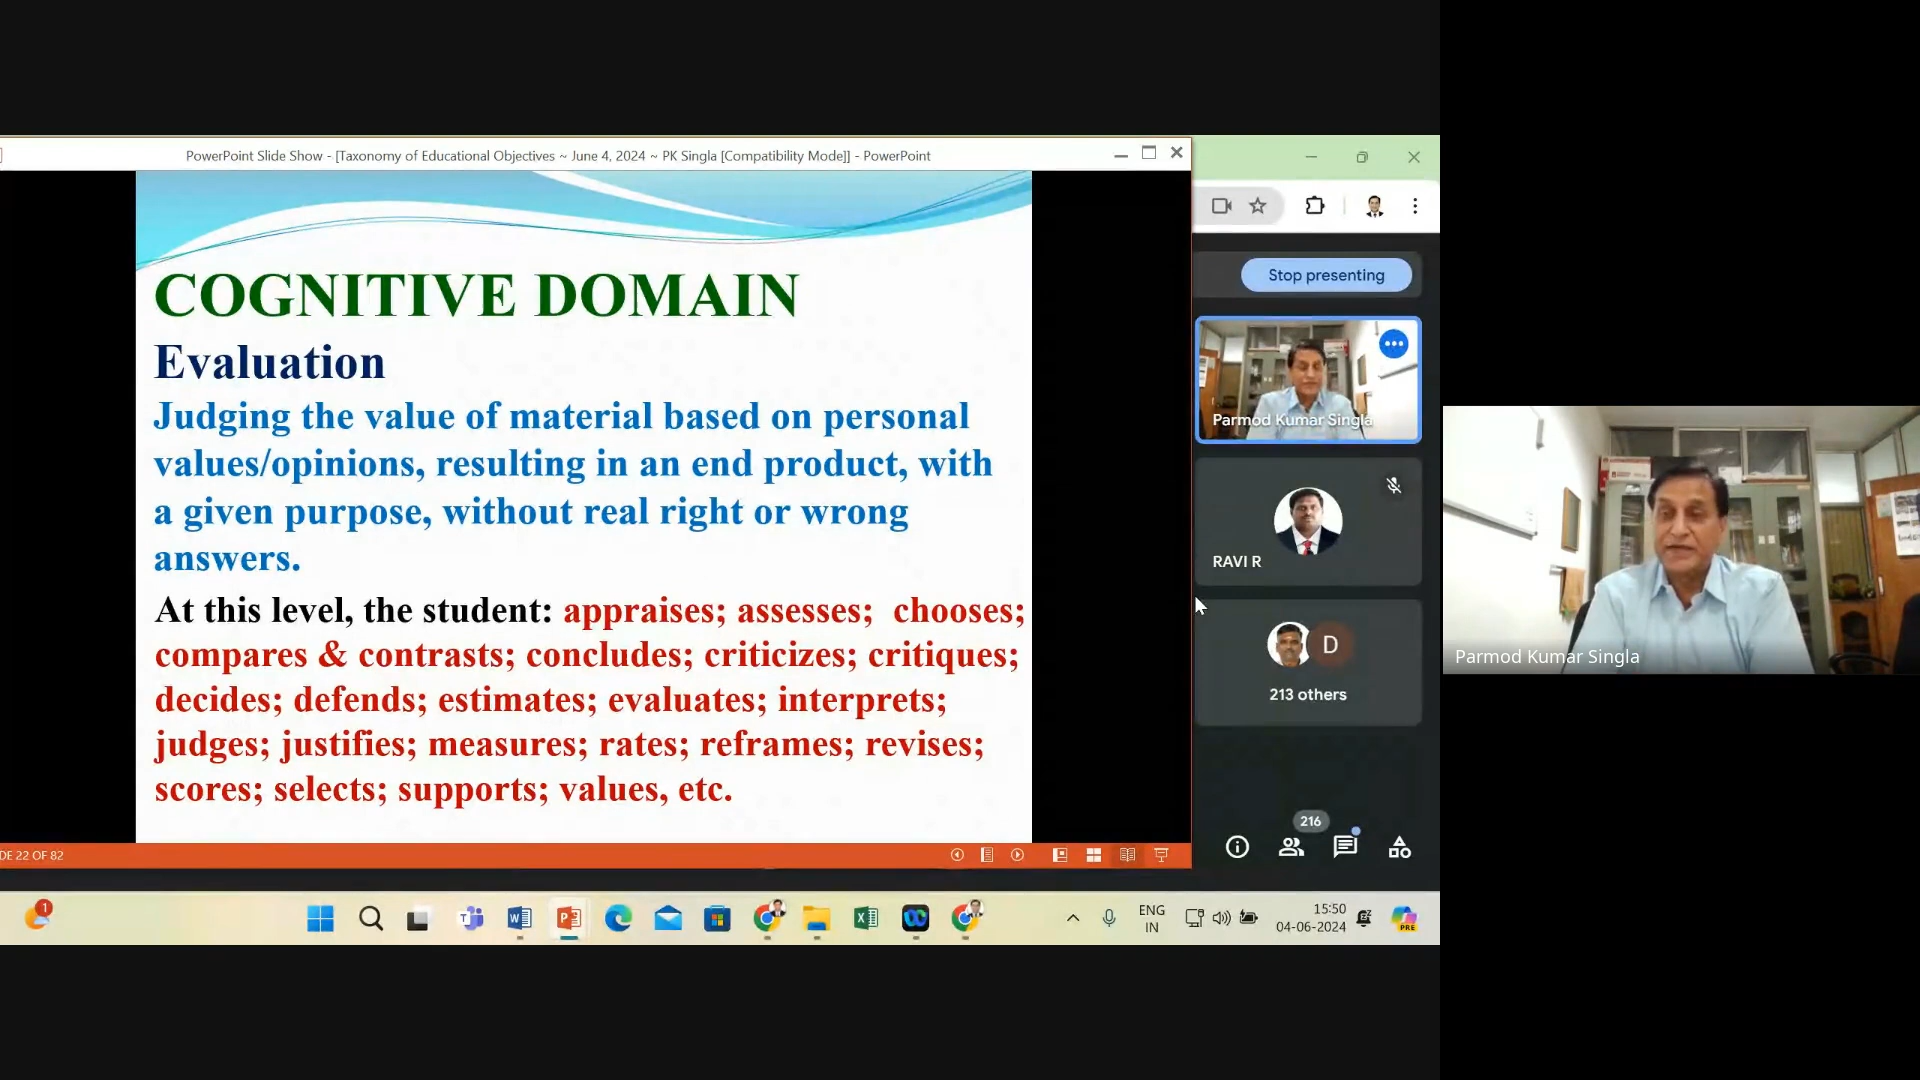 PowerPoint Slide Show - [Taxonomy of Educational Objectives ~ June 4, 2024 ~ PK Singla [Compatibility Mode]] - PowerPoint
COGNITIVE DOMAIN
Evaluation
Judging the value of material based on personal
values/opinions, resulting in an end product, with
a given purpose, without real right or wrong
answers.
At this level, the student: appraises; assesses; chooses;
compares & contrasts; concludes; criticizes; critiques;
decides; defends; estimates; evaluates; interprets;
judges; justifies; measures; rates; reframes; revises;
scores; selects; supports; values, etc.
DE 22 OF 82
Stop presenting
Parmod Kumar Singla
RAVI R
D
213 others
216
Parmod Kumar Singla
1
ENG
IN
15:50
04-06-2024
PRE